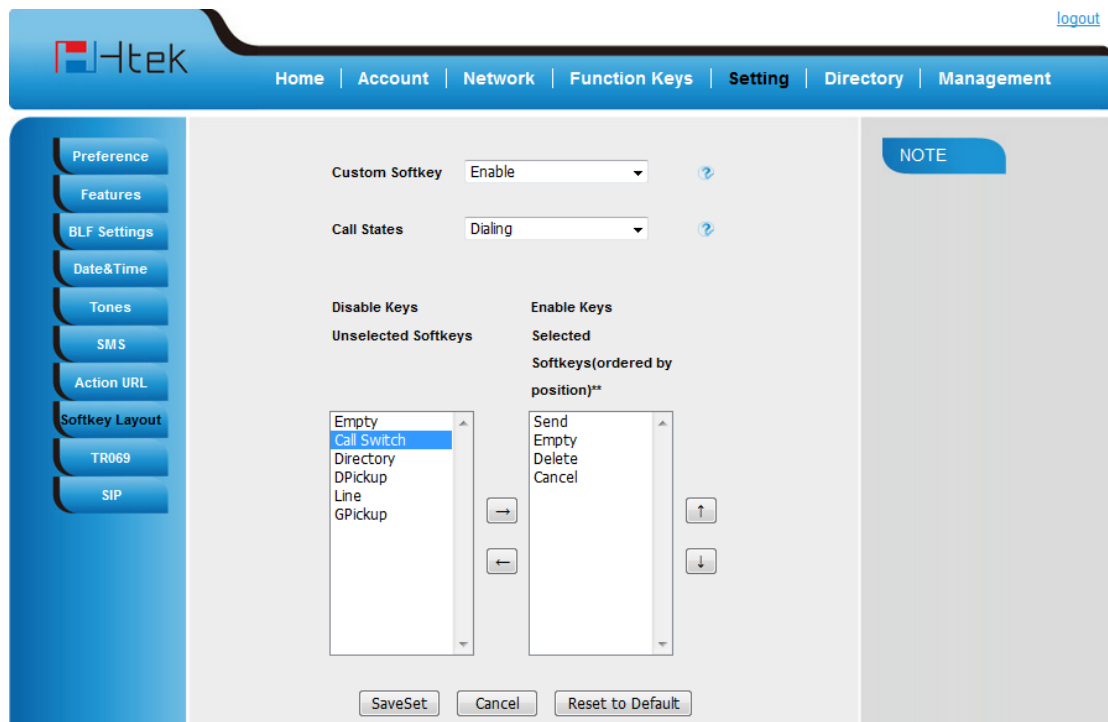 logout
Htek
Home | Account | Network | Function Keys | Setting | Directory | Management
Preference
Features
BLF Settings
Date&Time
Tones
SMS
Action URL
Softkey Layout
TR069
SIP
Custom Softkey Enable
Call States Dialing
Disable Keys
Unselected Softkeys
Empty
Call Switch
Directory
DPickup
Line
GPickup
→
←
Enable Keys
Selected
Softkeys(ordered by
position)**
Send
Empty
Delete
Cancel
↑
↓
SaveSet Cancel Reset to Default
NOTE